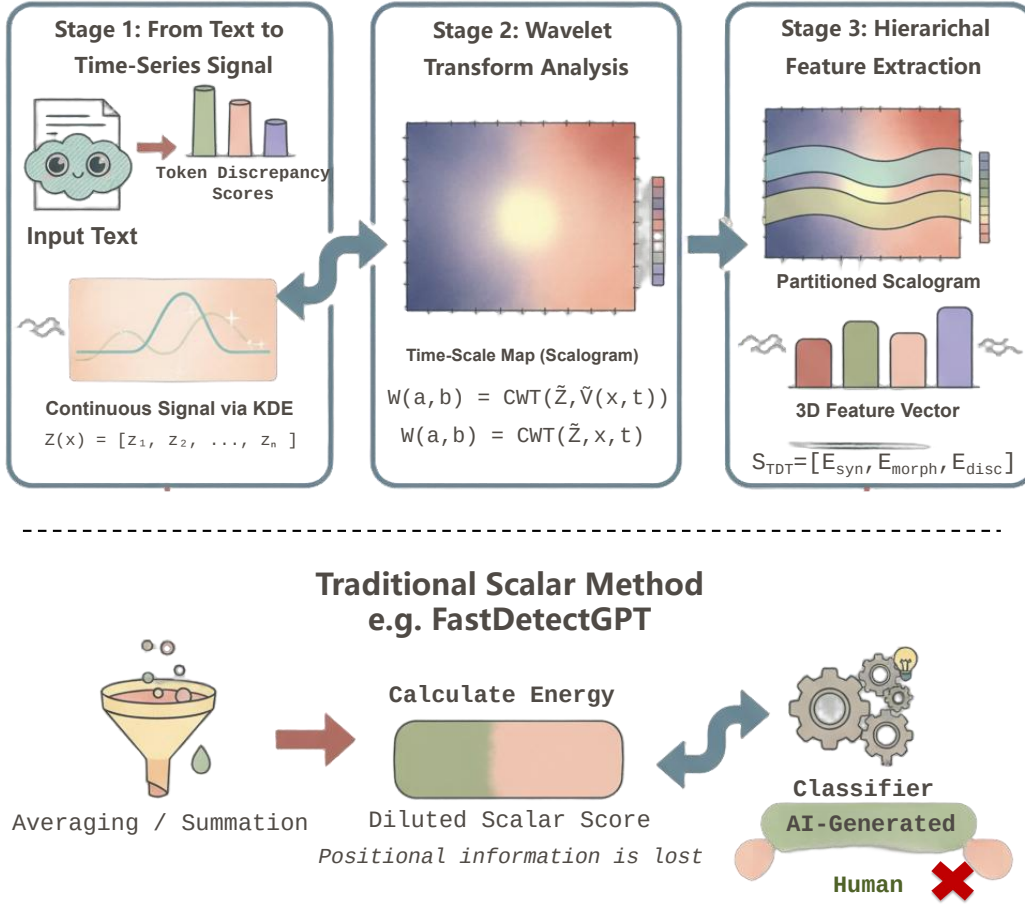 Stage 1: From Text to
Time-Series Signal
Token Discrepancy
Scores
Input Text
Continuous Signal via KDE
Z(x) = [z₁, z₂, ..., zₙ ]
Stage 2: Wavelet
Transform Analysis
Time-Scale Map (Scalogram)
W(a,b) = CWT(Z̃,Ṽ(x,t))
W(a,b) = CWT(Z̃,x,t)
Stage 3: Hierarichal
Feature Extraction
Partitioned Scalogram
3D Feature Vector
S_TDT=[E_syn,E_morph,E_disc]
Traditional Scalar Method
e.g. FastDetectGPT
Averaging / Summation
Calculate Energy
Diluted Scalar Score
Positional information is lost
Classifier
AI-Generated
Human